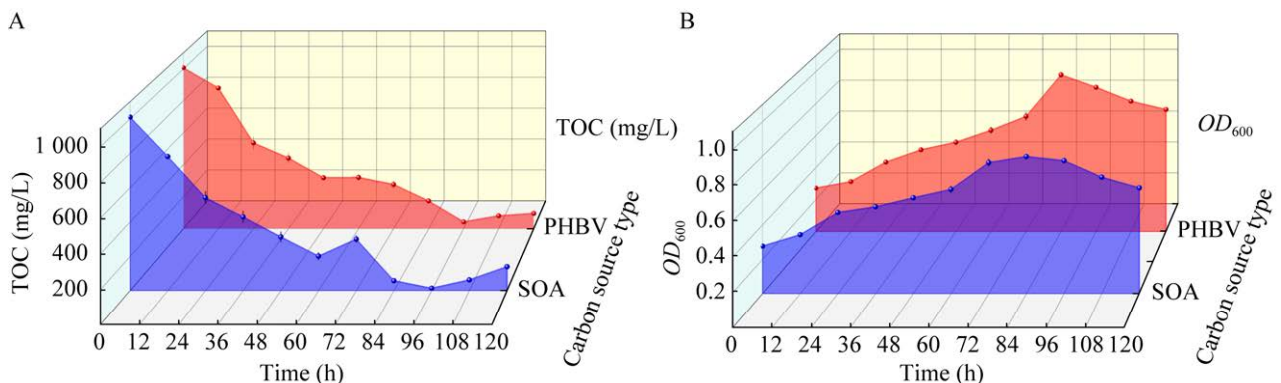 A
TOC (mg/L)
1 000
800
600
400
200
0
12
24
36
48
60
72
84
96
108
120
Time (h)
SOA
PHBV
Carbon source type
TOC (mg/L)
B
OD600
1.0
0.8
0.6
0.4
0.2
0
12
24
36
48
60
72
84
96
108
120
Time (h)
SOA
PHBV
Carbon source type
OD600